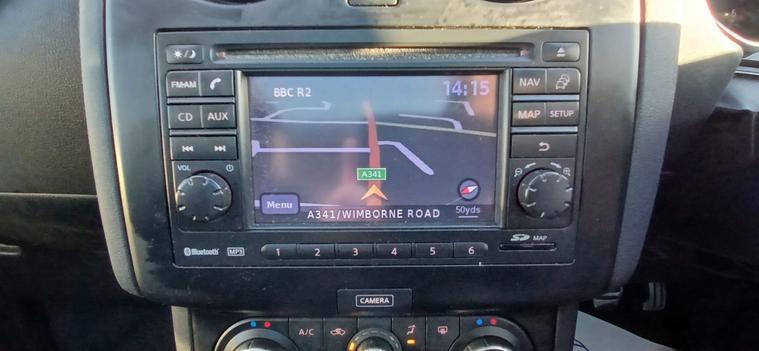 FM·AM
CD AUX
VOL
BBC R2 14:15
A341
Menu
A341/WIMBORNE ROAD
50yds
NAV
MAP SETUP
Bluetooth MP3
1 2 3 4 5 6
SD MAP
CAMERA
A/C